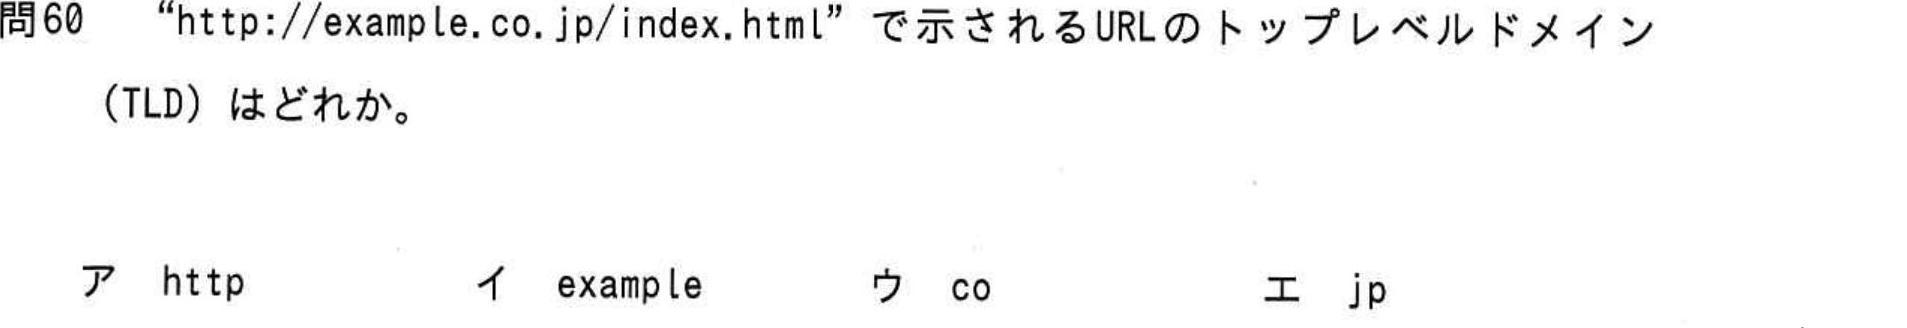 問60 “http://example.co.jp/index.html” で示されるURLのトップレベルドメイン
(TLD) はどれか。
ア http イ example ウ co エ jp